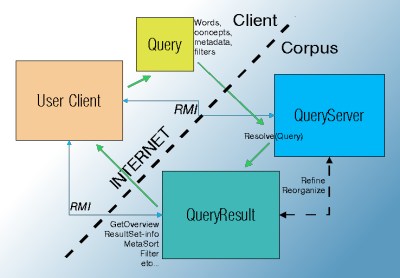 Words,
concepts,
metadata,
filters
Client
Query
Corpus
User Client
RMI
QueryServer
Resolve(Query)
INTERNET
Refine
Reorganize
RMI
QueryResult
GetOverview
ResultSet-info
MetaSort
Filter
etc...